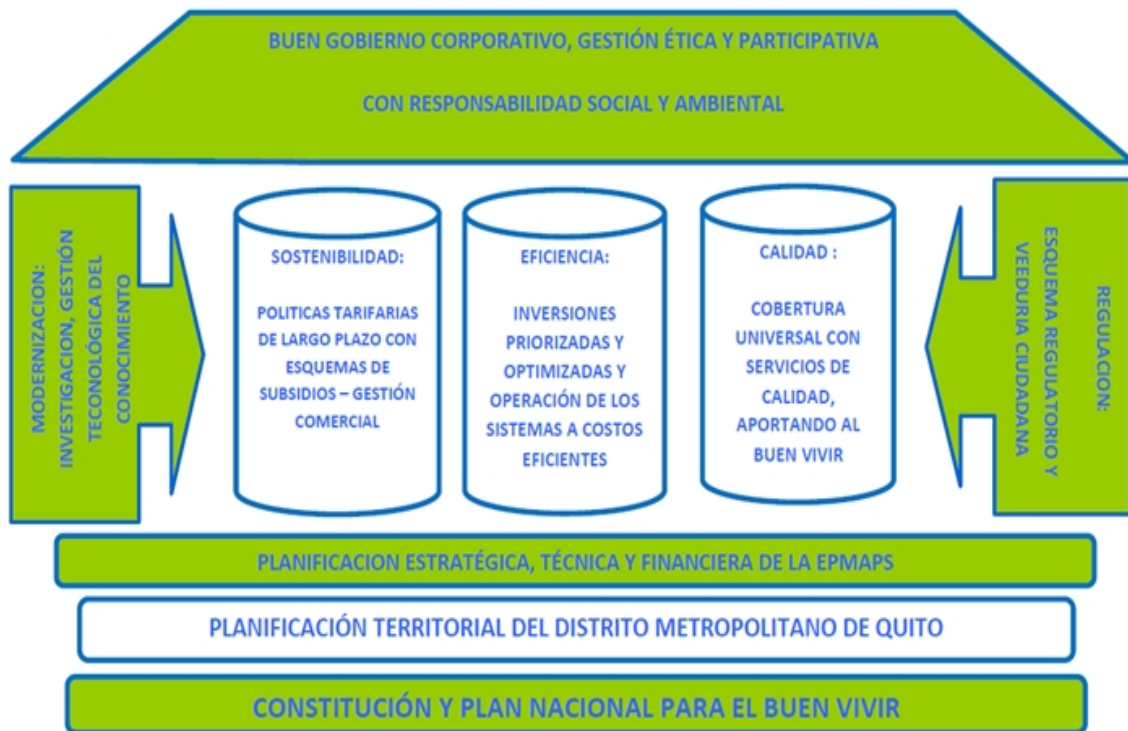 BUEN GOBIERNO CORPORATIVO, GESTIÓN ÉTICA Y PARTICIPATIVA
CON RESPONSABILIDAD SOCIAL Y AMBIENTAL
MODERNIZACION:
INVESTIGACION, GESTIÓN
TECONOLÓGICA DEL
CONOCIMIENTO
SOSTENIBILIDAD:
POLITICAS TARIFARIAS
DE LARGO PLAZO CON
ESQUEMAS DE
SUBSIDIOS – GESTIÓN
COMERCIAL
EFICIENCIA:
INVERSIONES
PRIORIZADAS Y
OPTIMIZADAS Y
OPERACIÓN DE LOS
SISTEMAS A COSTOS
EFICIENTES
CALIDAD :
COBERTURA
UNIVERSAL CON
SERVICIOS DE
CALIDAD,
APORTANDO AL
BUEN VIVIR
REGULACION:
ESQUEMA REGULATORIO Y
VEEDURIA CIUDADANA
PLANIFICACION ESTRATÉGICA, TÉCNICA Y FINANCIERA DE LA EPMAPS
PLANIFICACIÓN TERRITORIAL DEL DISTRITO METROPOLITANO DE QUITO
CONSTITUCIÓN Y PLAN NACIONAL PARA EL BUEN VIVIR